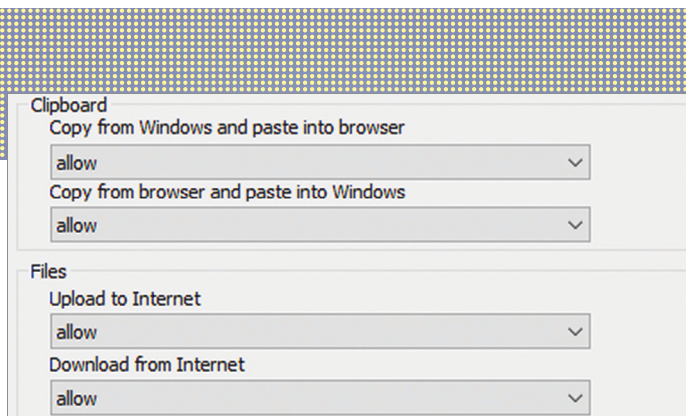 Clipboard
Copy from Windows and paste into browser
allow
Copy from browser and paste into Windows
allow
Files
Upload to Internet
allow
Download from Internet
allow